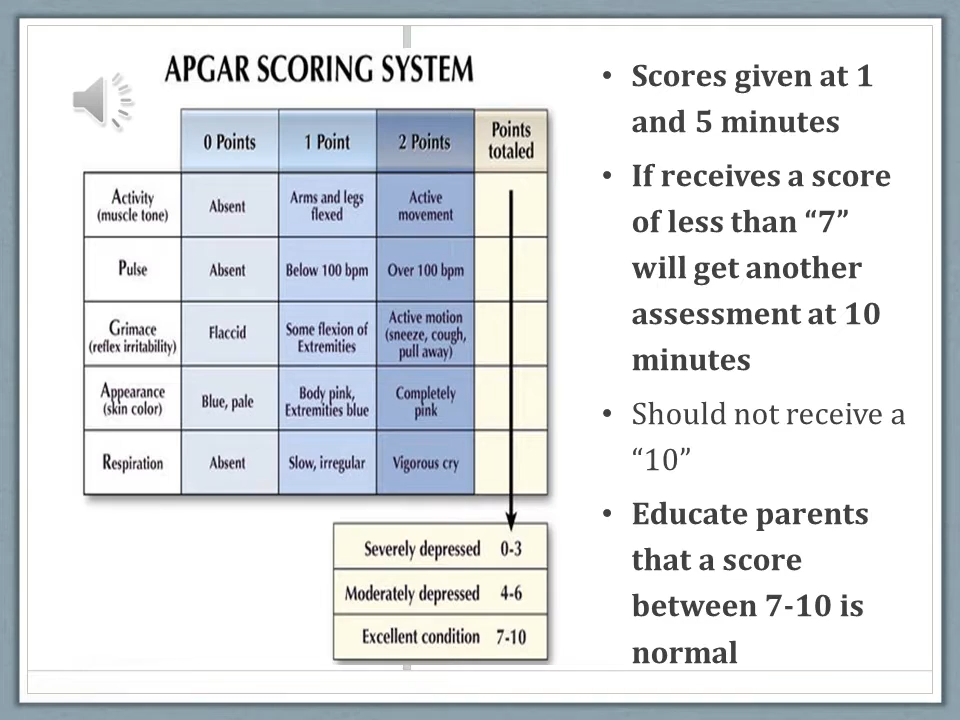 APGAR SCORING SYSTEM
0 Points 1 Point 2 Points Points totaled
Activity (muscle tone) Absent Arms and legs flexed Active movement
Pulse Absent Below 100 bpm Over 100 bpm
Grimace (reflex irritability) Flaccid Some flexion of Extremities Active motion (sneeze, cough, pull away)
Appearance (skin color) Blue, pale Body pink, Extremities blue Completely pink
Respiration Absent Slow, irregular Vigorous cry
Severely depressed 0-3
Moderately depressed 4-6
Excellent condition 7-10
• Scores given at 1
and 5 minutes
• If receives a score
of less than “7”
will get another
assessment at 10
minutes
• Should not receive a
“10”
• Educate parents
that a score
between 7-10 is
normal